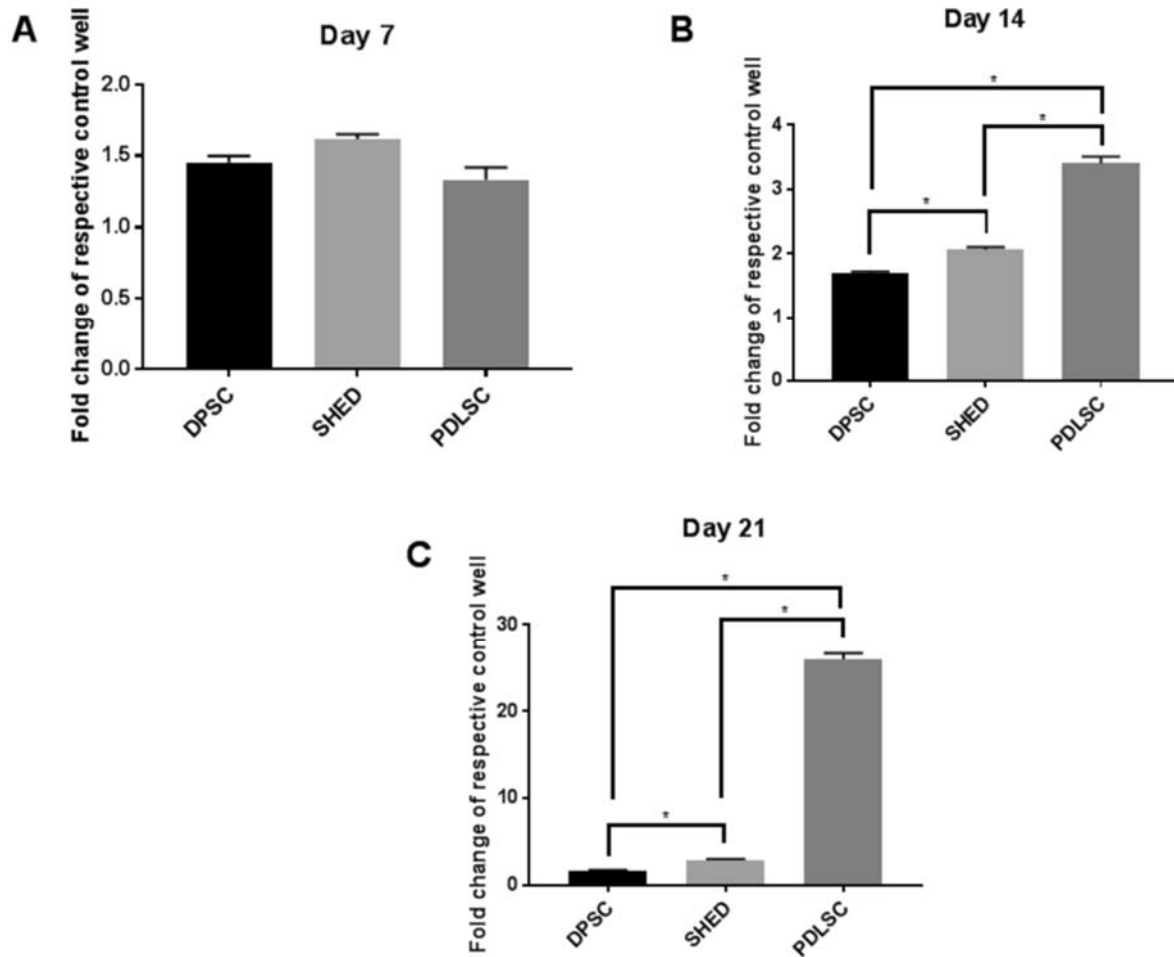 A
Day 7
Fold change of respective control well
2.0
1.5
1.0
0.5
0.0
DPSC
SHED
PDLSC
B
Day 14
Fold change of respective control well
*
*
*
4
3
2
1
0
DPSC
SHED
PDLSC
C
Day 21
Fold change of respective control well
*
*
*
30
20
10
0
DPSC
SHED
PDLSC